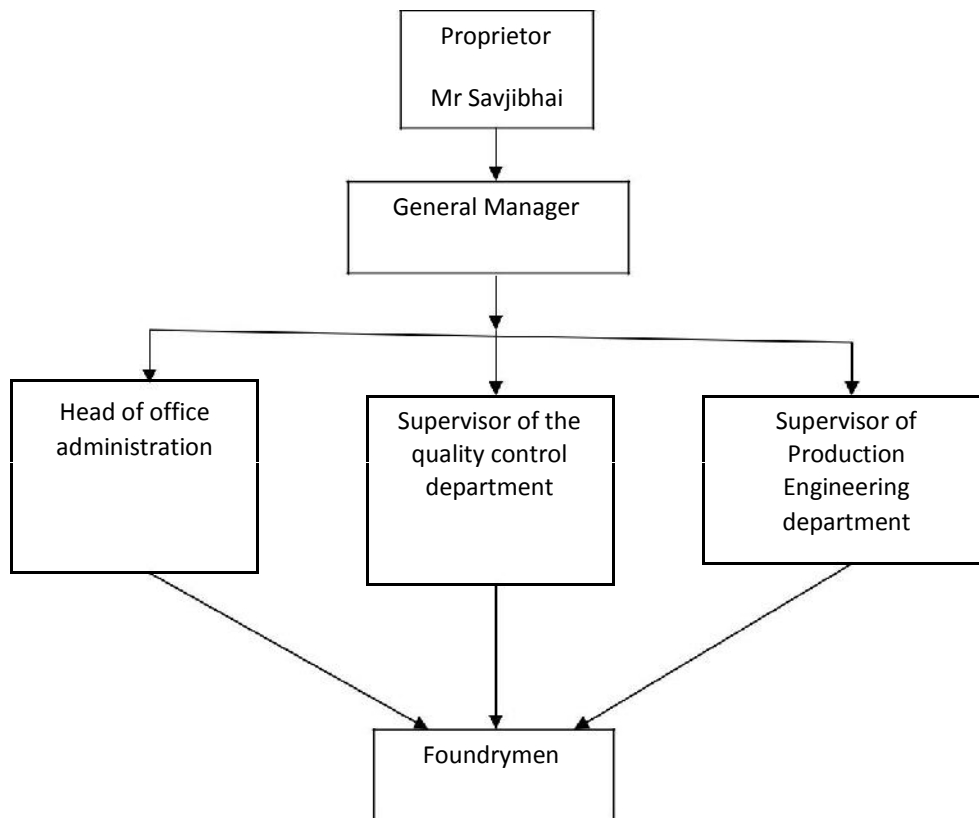 Proprietor
Mr Savjibhai
General Manager
Head of office
administration
Supervisor of the
quality control
department
Supervisor of
Production
Engineering
department
Foundrymen